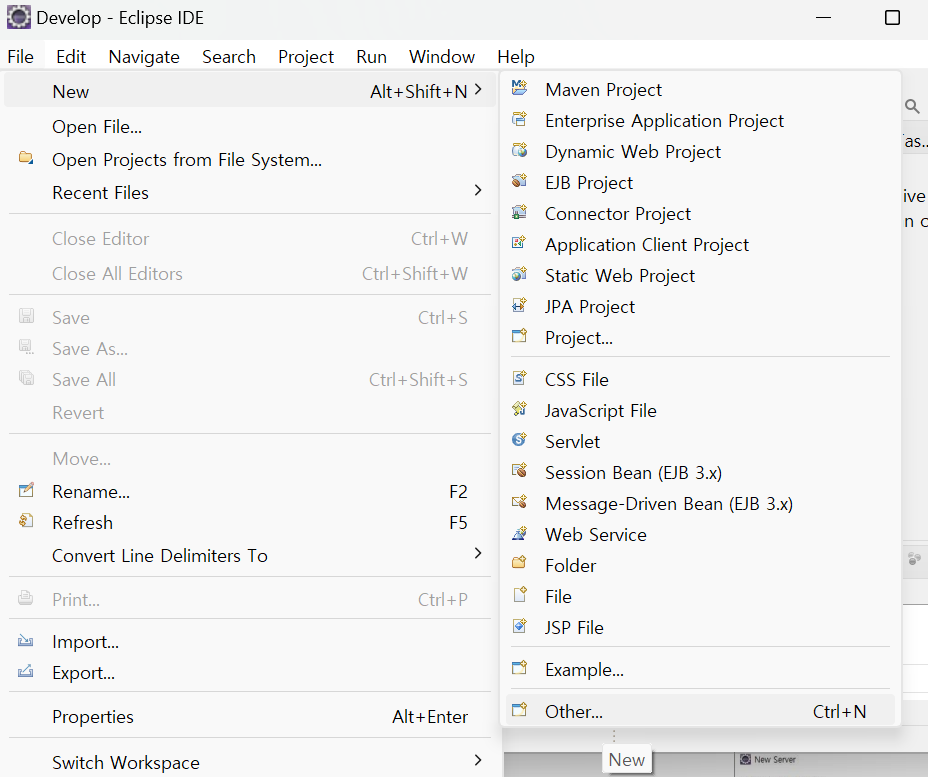 Develop - Eclipse IDE
File Edit Navigate Search Project Run Window Help
New Alt+Shift+N
Open File...
Open Projects from File System...
Recent Files
Close Editor Ctrl+W
Close All Editors Ctrl+Shift+W
Save Ctrl+S
Save As...
Save All Ctrl+Shift+S
Revert
Move...
Rename... F2
Refresh F5
Convert Line Delimiters To
Print... Ctrl+P
Import...
Export...
Properties Alt+Enter
Switch Workspace
Maven Project
Enterprise Application Project
Dynamic Web Project
EJB Project
Connector Project
Application Client Project
Static Web Project
JPA Project
Project...
CSS File
JavaScript File
Servlet
Session Bean (EJB 3.x)
Message-Driven Bean (EJB 3.x)
Web Service
Folder
File
JSP File
Example...
Other... Ctrl+N
New
New Server